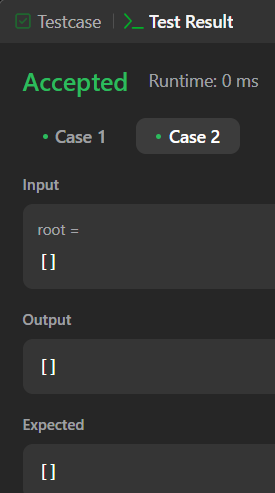 Testcase | >_ Test Result
Accepted Runtime: 0 ms
• Case 1 • Case 2
Input
root =
[]
Output
[]
Expected
[]